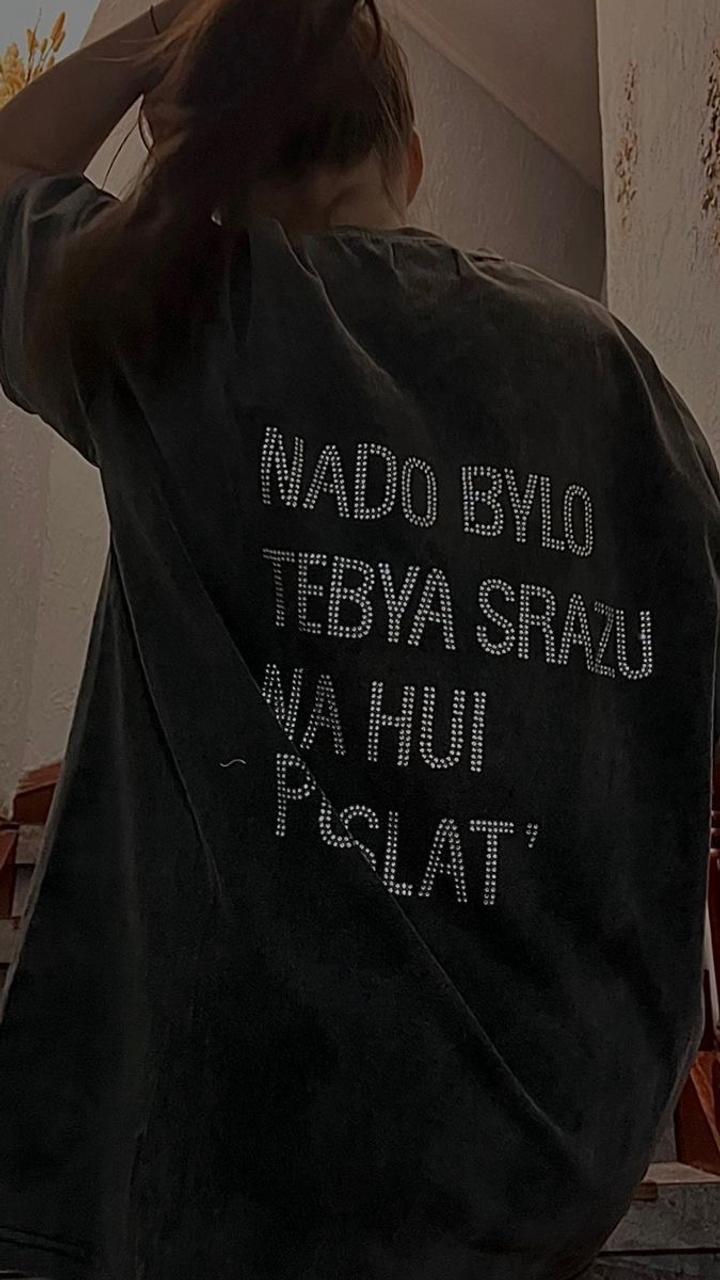 NADO BYLO
TEBYA SRAZU
NA HUI
POSLAT'